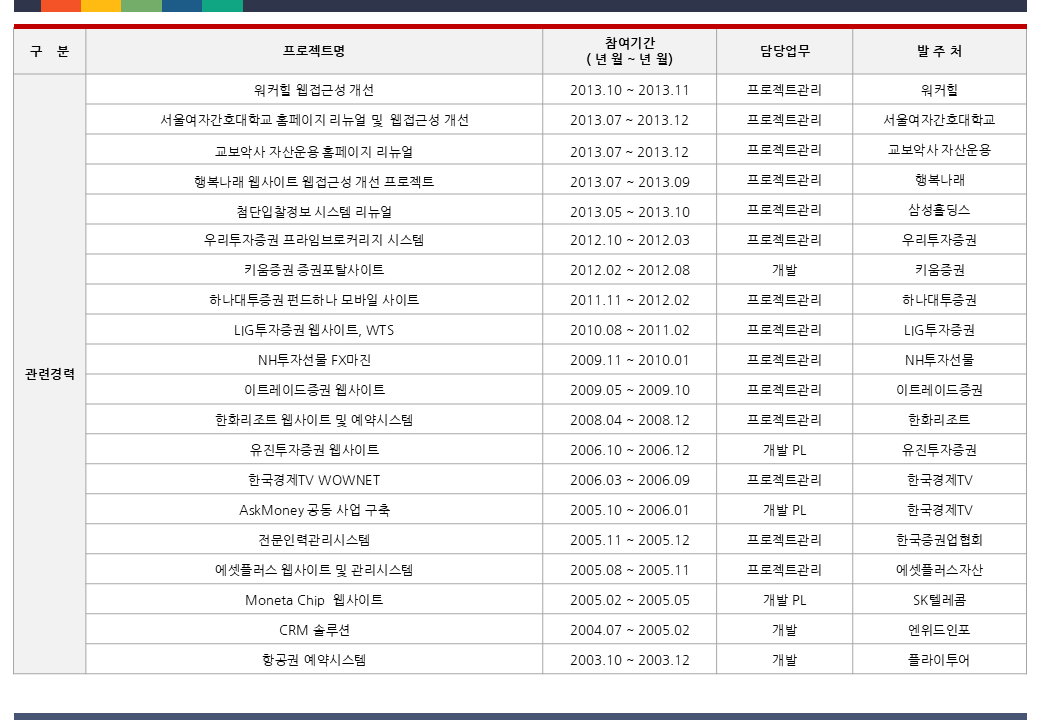 구 분 프로젝트명 참여기간 담당업무 발 주 처
( 년 월 ~ 년 월)
관련경력
워커힐 웹접근성 개선 2013.10 ~ 2013.11 프로젝트관리 워커힐
서울여자간호대학교 홈페이지 리뉴얼 및 웹접근성 개선 2013.07 ~ 2013.12 프로젝트관리 서울여자간호대학교
교보악사 자산운용 홈페이지 리뉴얼 2013.07 ~ 2013.12 프로젝트관리 교보악사 자산운용
행복나래 웹사이트 웹접근성 개선 프로젝트 2013.07 ~ 2013.09 프로젝트관리 행복나래
첨단입찰정보 시스템 리뉴얼 2013.05 ~ 2013.10 프로젝트관리 삼성홀딩스
우리투자증권 프라임브로커리지 시스템 2012.10 ~ 2012.03 프로젝트관리 우리투자증권
키움증권 증권포탈사이트 2012.02 ~ 2012.08 개발 키움증권
하나대투증권 펀드하나 모바일 사이트 2011.11 ~ 2012.02 프로젝트관리 하나대투증권
LIG투자증권 웹사이트, WTS 2010.08 ~ 2011.02 프로젝트관리 LIG투자증권
NH투자선물 FX마진 2009.11 ~ 2010.01 프로젝트관리 NH투자선물
이트레이드증권 웹사이트 2009.05 ~ 2009.10 프로젝트관리 이트레이드증권
한화리조트 웹사이트 및 예약시스템 2008.04 ~ 2008.12 프로젝트관리 한화리조트
유진투자증권 웹사이트 2006.10 ~ 2006.12 개발 PL 유진투자증권
한국경제TV WOWNET 2006.03 ~ 2006.09 프로젝트관리 한국경제TV
AskMoney 공동 사업 구축 2005.10 ~ 2006.01 개발 PL 한국경제TV
전문인력관리시스템 2005.11 ~ 2005.12 프로젝트관리 한국증권업협회
에셋플러스 웹사이트 및 관리시스템 2005.08 ~ 2005.11 프로젝트관리 에셋플러스자산
Moneta Chip 웹사이트 2005.02 ~ 2005.05 개발 PL SK텔레콤
CRM 솔루션 2004.07 ~ 2005.02 개발 엔위드인포
항공권 예약시스템 2003.10 ~ 2003.12 개발 플라이투어